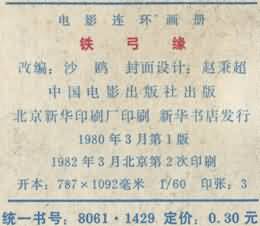 电影连环画册
铁弓缘
改编：沙鸥 封面设计：赵秉超
中国电影出版社出版
北京新华印刷厂印刷 新华书店发行
1980年3月第1版
1982年3月北京第2次印刷
开本：787×1092毫米 1/60 印张：3
统一书号：8061·1429 定价：0.30元